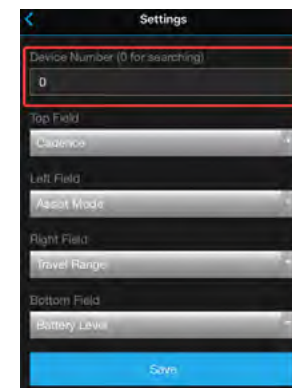 Settings
Device Number (0 for searching)
0
Top Field
Cadence
Left Field
Assist Mode
Right Field
Travel Range
Bottom Field
Battery Level
Save